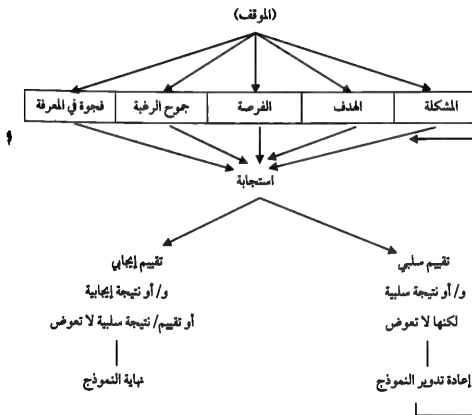 (الموقف)
المشكلة الهدف الفرصة جموح الرغبة فجوة في المعرفة
استجابة
تقييم سلبي
و/ أو نتيجة سلبية
لكنها لا تعوض
إعادة تدوير النموذج
تقييم إيجابي
و/ أو نتيجة إيجابية
أو تقييم/ نتيجة سلبية لا تعوض
نهاية النموذج